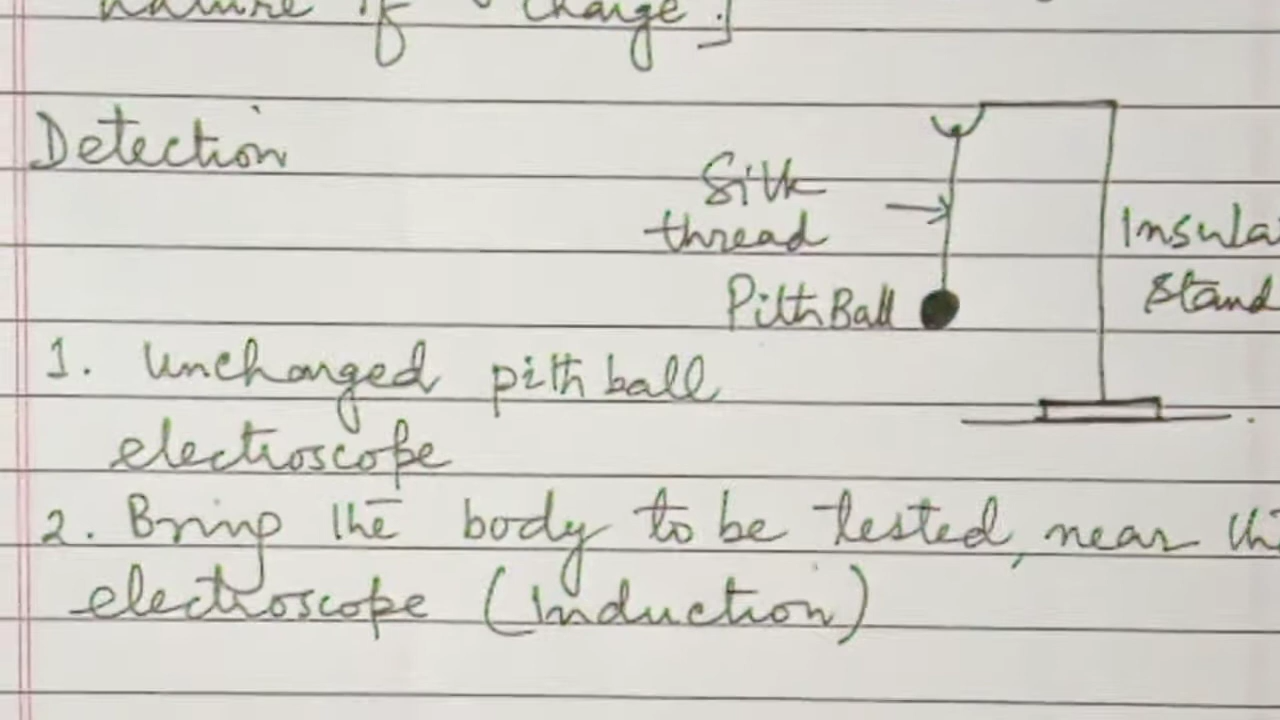 nature of charge.]
Detection
Silk
thread
Insula
Pith Ball
Stand
1. Uncharged pith ball
electroscope
2. Bring the body to be tested, near th
electroscope (Induction)